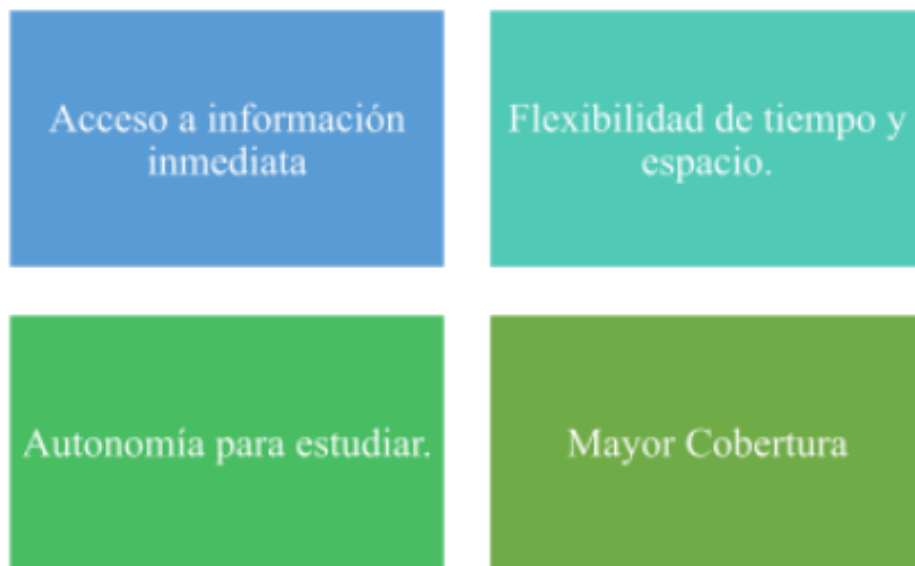 Acceso a información
inmediata
Flexibilidad de tiempo y
espacio.
Autonomía para estudiar.
Mayor Cobertura